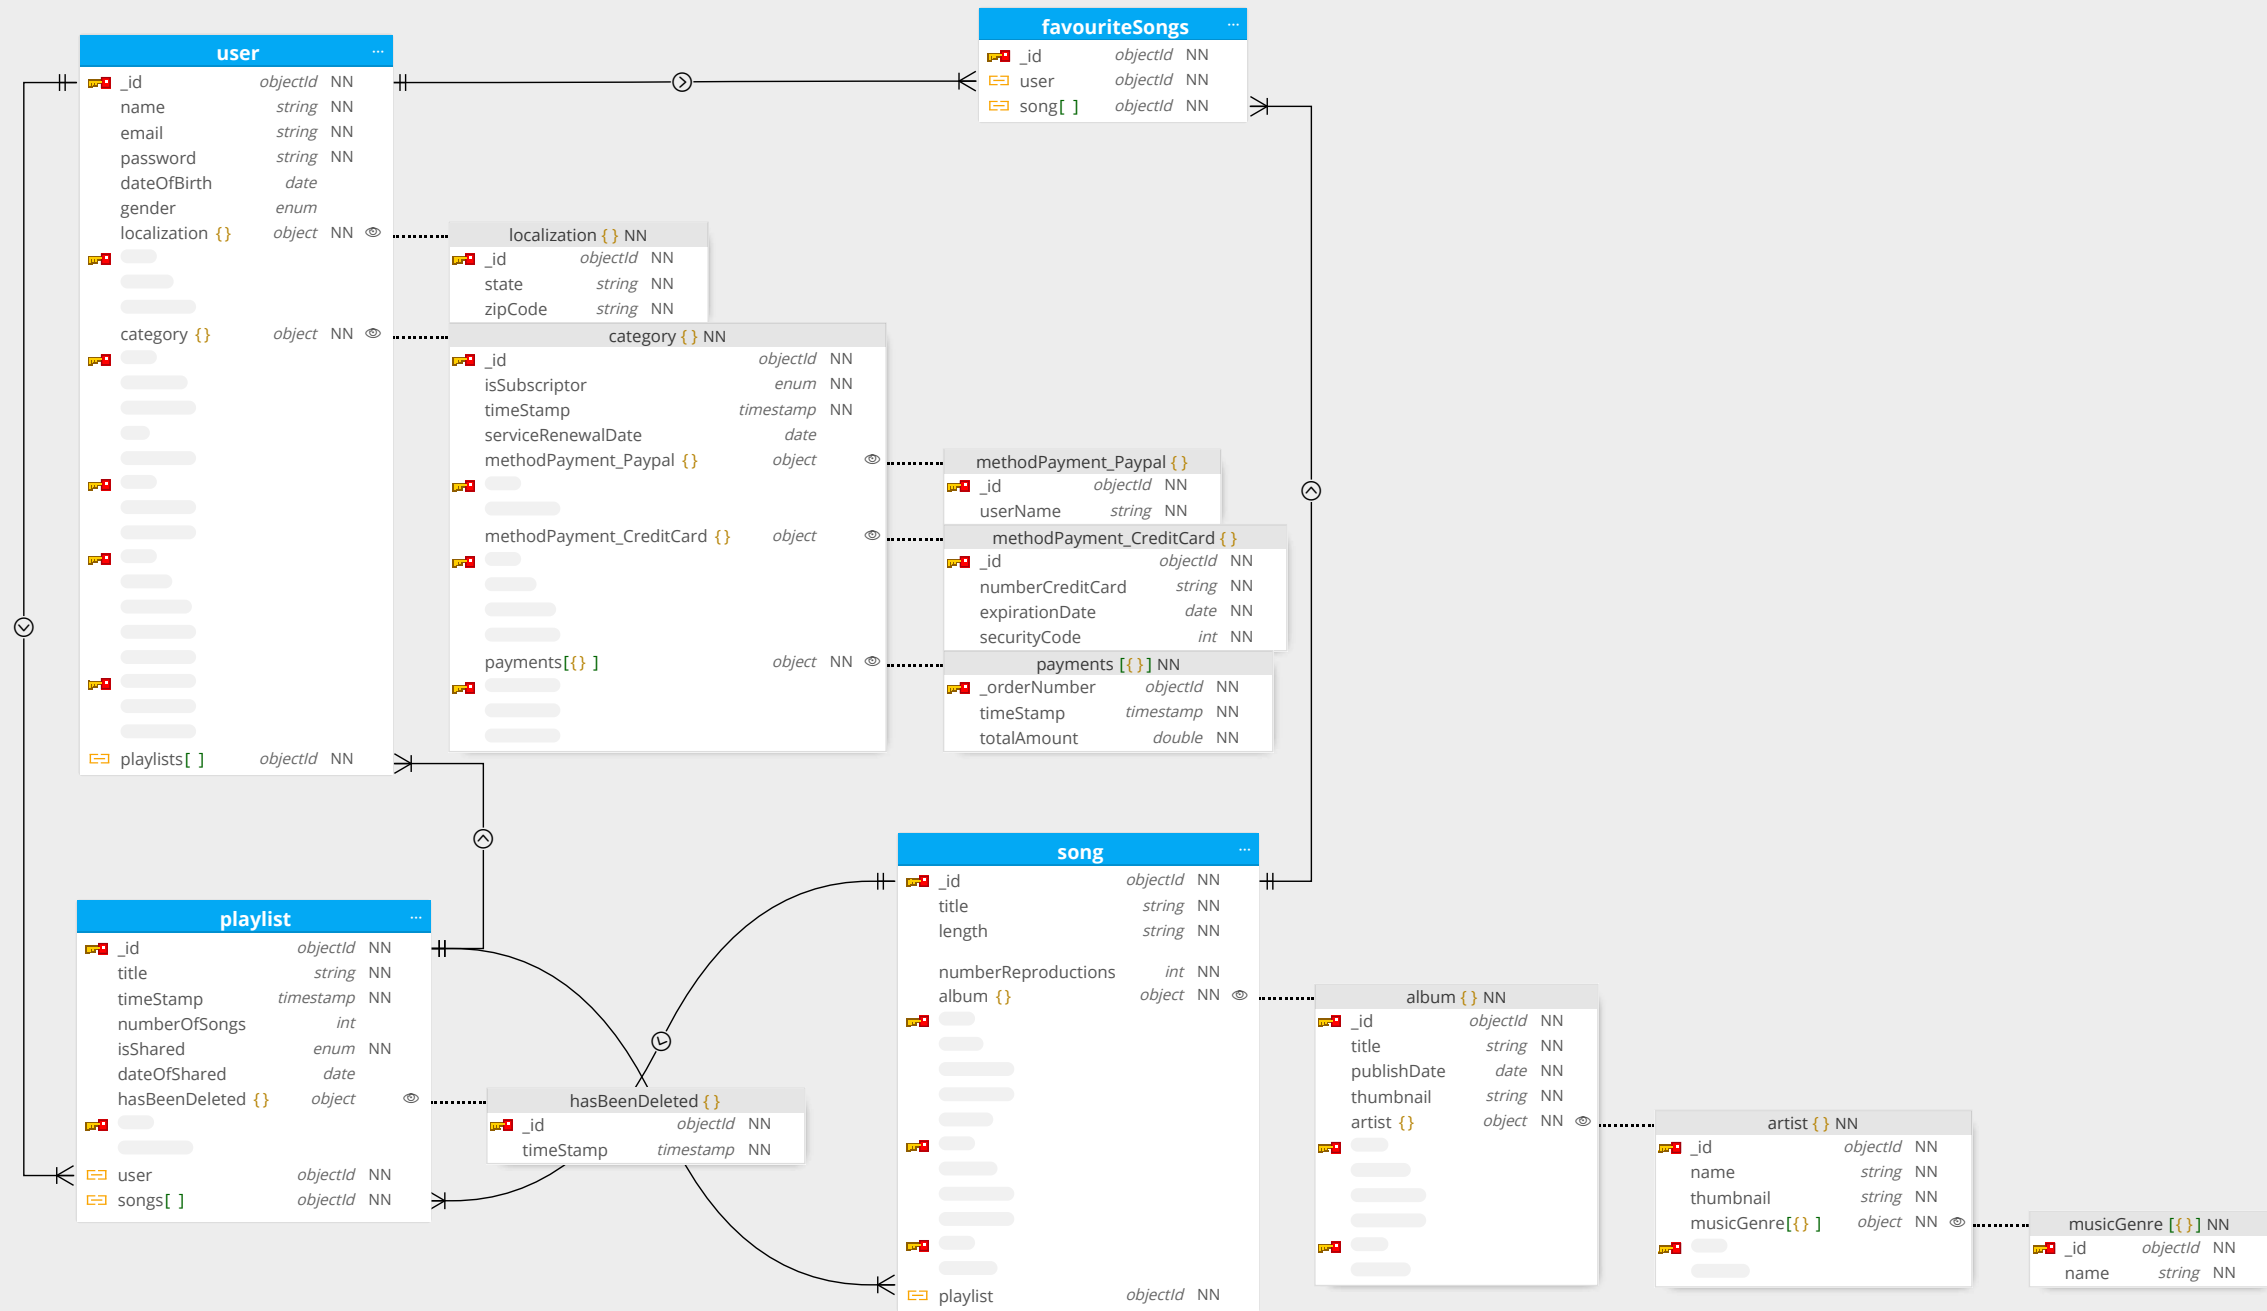 user ...
_id objectId NN
name string NN
email string NN
password string NN
dateOfBirth date
gender enum
localization {} object NN
category {} object NN
playlists[ ] objectId NN
localization {} NN
_id objectId NN
state string NN
zipCode string NN
category {} NN
_id objectId NN
isSubscriptor enum NN
timeStamp timestamp NN
serviceRenewalDate date
methodPayment_Paypal {} object
methodPayment_CreditCard {} object
payments[{} ] object NN
methodPayment_Paypal {}
_id objectId NN
userName string NN
methodPayment_CreditCard {}
_id objectId NN
numberCreditCard string NN
expirationDate date NN
securityCode int NN
payments [{}] NN
_orderNumber objectId NN
timeStamp timestamp NN
totalAmount double NN
favouriteSongs ...
_id objectId NN
user objectId NN
song[ ] objectId NN
playlist ...
_id objectId NN
title string NN
timeStamp timestamp NN
numberOfSongs int
isShared enum NN
dateOfShared date
hasBeenDeleted {} object
user objectId NN
songs[ ] objectId NN
hasBeenDeleted {}
_id objectId NN
timeStamp timestamp NN
song ...
_id objectId NN
title string NN
length string NN
numberReproductions int NN
album {} object NN
playlist objectId NN
album {} NN
_id objectId NN
title string NN
publishDate date NN
thumbnail string NN
artist {} object NN
artist {} NN
_id objectId NN
name string NN
thumbnail string NN
musicGenre[{} ] object NN
musicGenre [{}] NN
_id objectId NN
name string NN